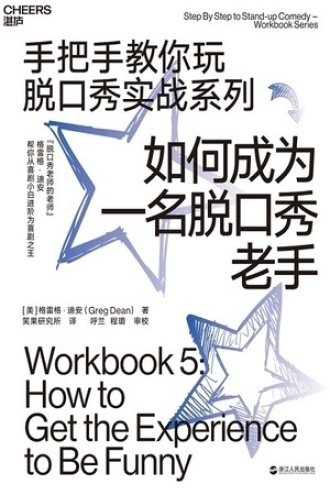 CHEERS
湛庐
Step By Step to Stand-up Comedy –
Workbook Series
手把手教你玩
脱口秀实战系列
『脱口秀老师的老师』
格雷格·迪安
帮你从喜剧小白进阶为喜剧之王
如何成为
一名脱口秀
老手
[美]格雷格·迪安(Greg Dean) 著
笑果研究所 译 呼兰 程璐 审校
Workbook 5:
How to
Get the Experience
to Be Funny
浙江人民出版社